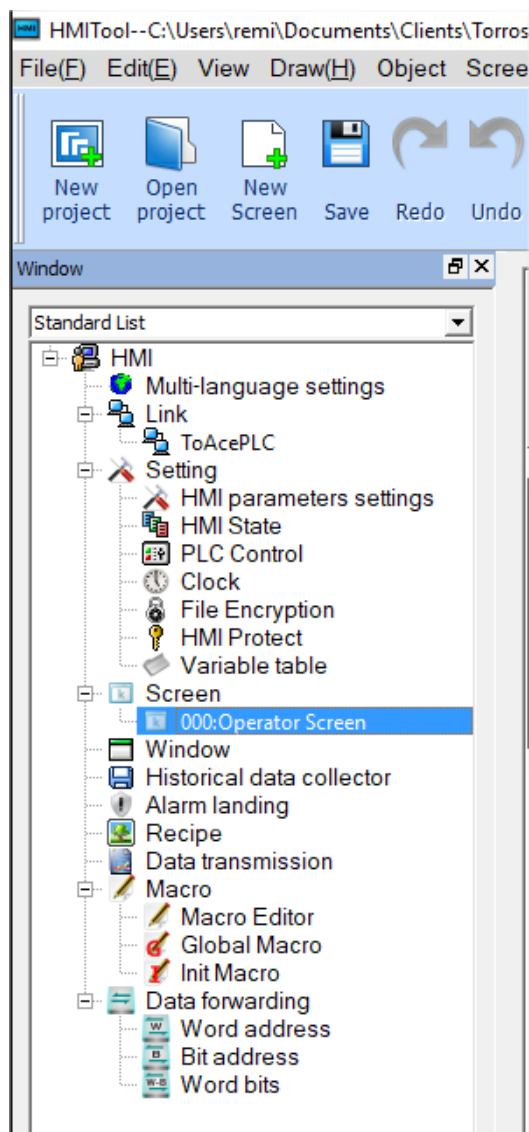 HMITool--C:\Users\remi\Documents\Clients\Torros
File(F) Edit(E) View Draw(H) Object Scree
New project
Open project
New Screen
Save
Redo
Undo
Window
Standard List
HMI
Multi-language settings
Link
ToAcePLC
Setting
HMI parameters settings
HMI State
PLC Control
Clock
File Encryption
HMI Protect
Variable table
Screen
000:Operator Screen
Window
Historical data collector
Alarm landing
Recipe
Data transmission
Macro
Macro Editor
Global Macro
Init Macro
Data forwarding
W Word address
B Bit address
W-B Word bits